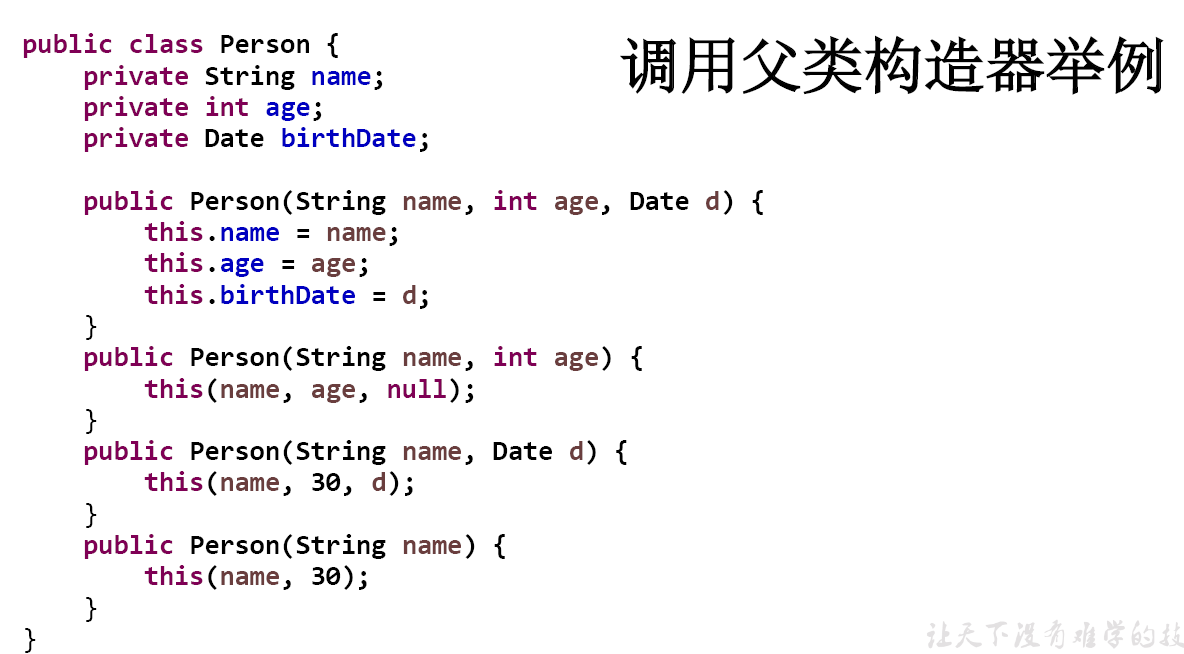 调用父类构造器举例
public class Person {
    private String name;
    private int age;
    private Date birthDate;

    public Person(String name, int age, Date d) {
        this.name = name;
        this.age = age;
        this.birthDate = d;
    }
    public Person(String name, int age) {
        this(name, age, null);
    }
    public Person(String name, Date d) {
        this(name, 30, d);
    }
    public Person(String name) {
        this(name, 30);
    }
}
让天下没有难学的技